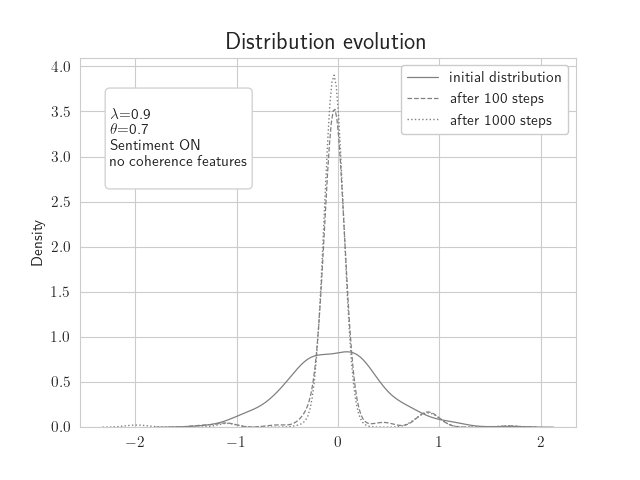 Distribution evolution
4.0
3.5
3.0
2.5
2.0
1.5
1.0
0.5
0.0
Density
λ=0.9
θ=0.7
Sentiment ON
no coherence features
initial distribution
after 100 steps
after 1000 steps
−2
−1
0
1
2